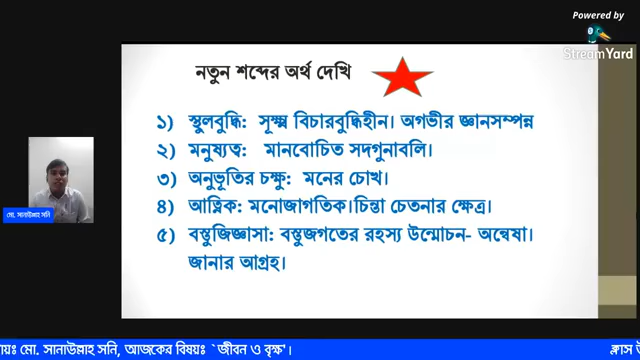 Powered by
StreamYard
নতুন শব্দের অর্থ দেখি
১) স্থুলবুদ্ধি: সূক্ষ্ম বিচারবুদ্ধিহীন। অগভীর জ্ঞানসম্পন্ন
২) মনুষ্যত্ব: মানবোচিত সদগুনাবলি।
৩) অনুভূতির চক্ষু: মনের চোখ।
৪) আত্নিক: মনোজাগতিক।চিন্তা চেতনার ক্ষেত্র।
৫) বস্তুজিজ্ঞাসা: বস্তুজগতের রহস্য উন্মোচন- অন্বেষা।
জানার আগ্রহ।
মো. সানাউল্লাহ সনি
য়ঃ মো. সানাউল্লাহ সনি, আজকের বিষয়ঃ `জীবন ও বৃক্ষ'। ক্লাস উ